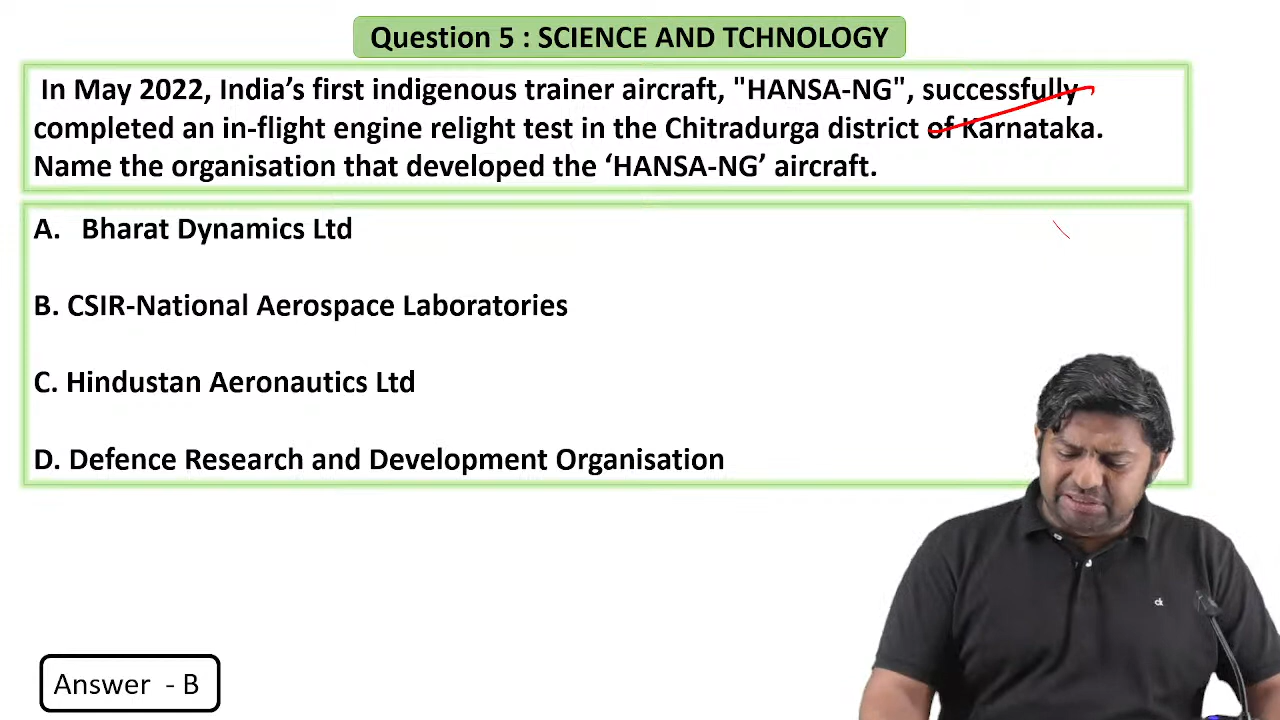 Question 5 : SCIENCE AND TCHNOLOGY
In May 2022, India’s first indigenous trainer aircraft, "HANSA-NG", successfully
completed an in-flight engine relight test in the Chitradurga district of Karnataka.
Name the organisation that developed the ‘HANSA-NG’ aircraft.
A. Bharat Dynamics Ltd
B. CSIR-National Aerospace Laboratories
C. Hindustan Aeronautics Ltd
D. Defence Research and Development Organisation
Answer - B